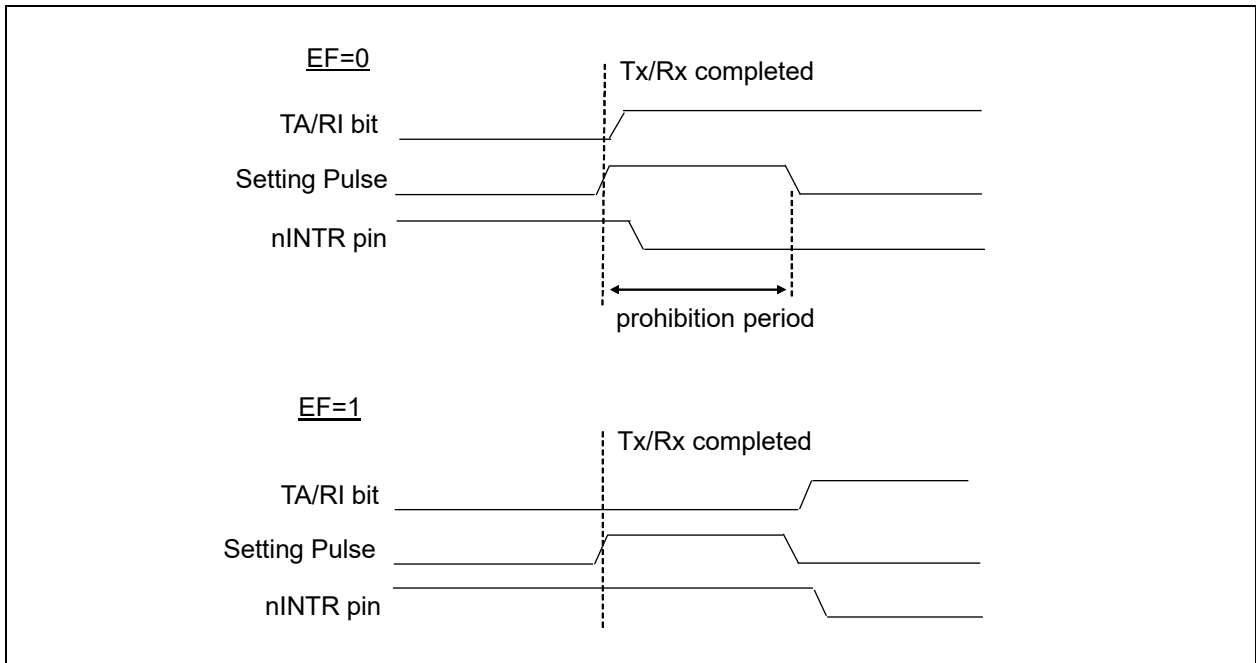 EF=0
Tx/Rx completed
TA/RI bit
Setting Pulse
nINTR pin
prohibition period
EF=1
Tx/Rx completed
TA/RI bit
Setting Pulse
nINTR pin